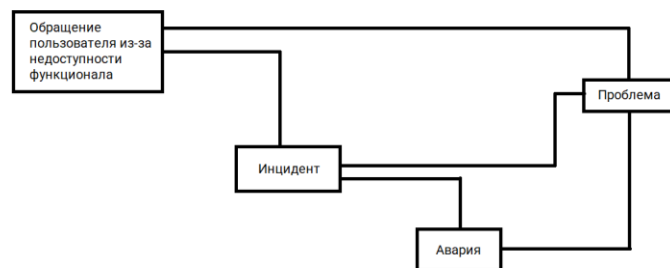 Обращение
пользователя из-за
недоступности
функционала
Проблема
Инцидент
Авария